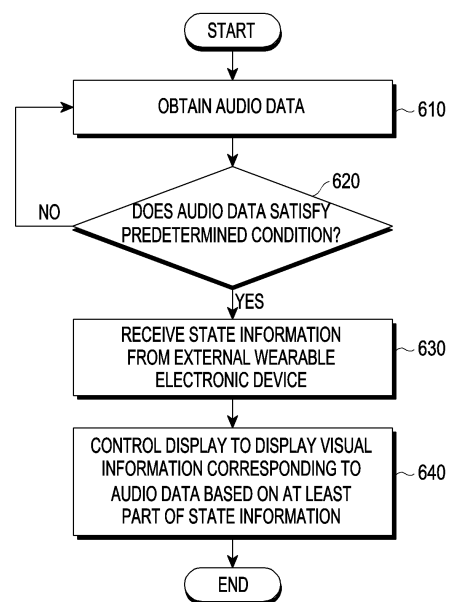 START
OBTAIN AUDIO DATA
610
620
DOES AUDIO DATA SATISFY
PREDETERMINED CONDITION?
NO
YES
RECEIVE STATE INFORMATION
FROM EXTERNAL WEARABLE
ELECTRONIC DEVICE
630
CONTROL DISPLAY TO DISPLAY VISUAL
INFORMATION CORRESPONDING TO
AUDIO DATA BASED ON AT LEAST
PART OF STATE INFORMATION
640
END